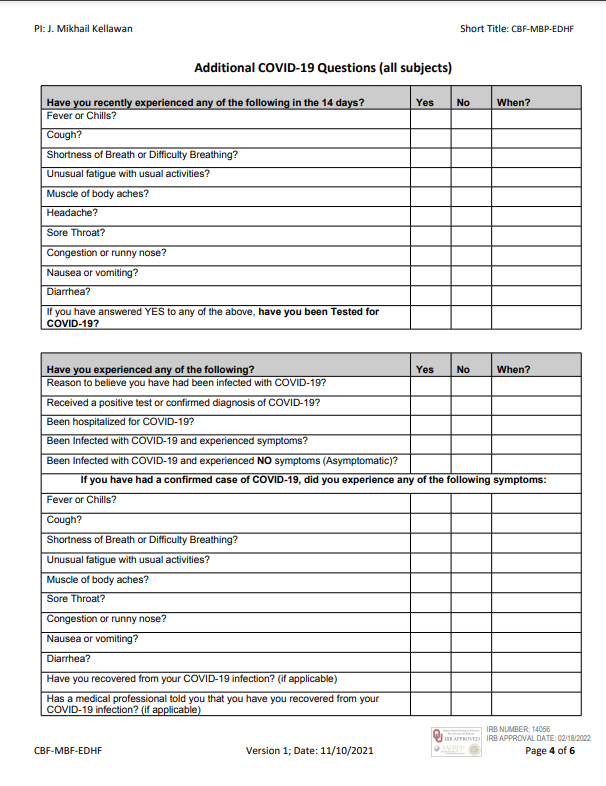 PI: J. Mikhail Kellawan Short Title: CBF-MBP-EDHF
Additional COVID-19 Questions (all subjects)
Have you recently experienced any of the following in the 14 days? Yes No When?
Fever or Chills?
Cough?
Shortness of Breath or Difficulty Breathing?
Unusual fatigue with usual activities?
Muscle of body aches?
Headache?
Sore Throat?
Congestion or runny nose?
Nausea or vomiting?
Diarrhea?
If you have answered YES to any of the above, have you been Tested for
COVID-19?
Have you experienced any of the following? Yes No When?
Reason to believe you have had been infected with COVID-19?
Received a positive test or confirmed diagnosis of COVID-19?
Been hospitalized for COVID-19?
Been Infected with COVID-19 and experienced symptoms?
Been Infected with COVID-19 and experienced NO symptoms (Asymptomatic)?
If you have had a confirmed case of COVID-19, did you experience any of the following symptoms:
Fever or Chills?
Cough?
Shortness of Breath or Difficulty Breathing?
Unusual fatigue with usual activities?
Muscle of body aches?
Sore Throat?
Congestion or runny nose?
Nausea or vomiting?
Diarrhea?
Have you recovered from your COVID-19 infection? (if applicable)
Has a medical professional told you that you have you recovered from your
COVID-19 infection? (if applicable)
IRB APPROVED
IRB NUMBER: 14056
IRB APPROVAL DATE: 02/18/2022
CBF-MBF-EDHF Version 1; Date: 11/10/2021 Page 4 of 6